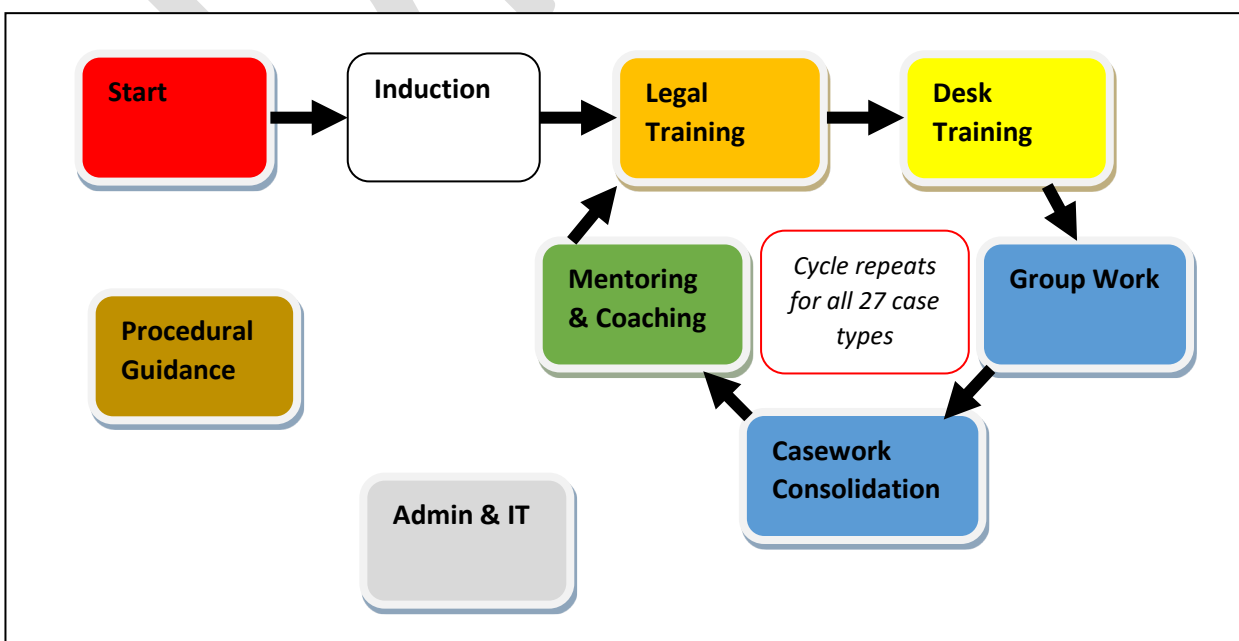 Start
Induction
Legal
Training
Desk
Training
Mentoring
& Coaching
Cycle repeats
for all 27 case
types
Group Work
Procedural
Guidance
Casework
Consolidation
Admin & IT